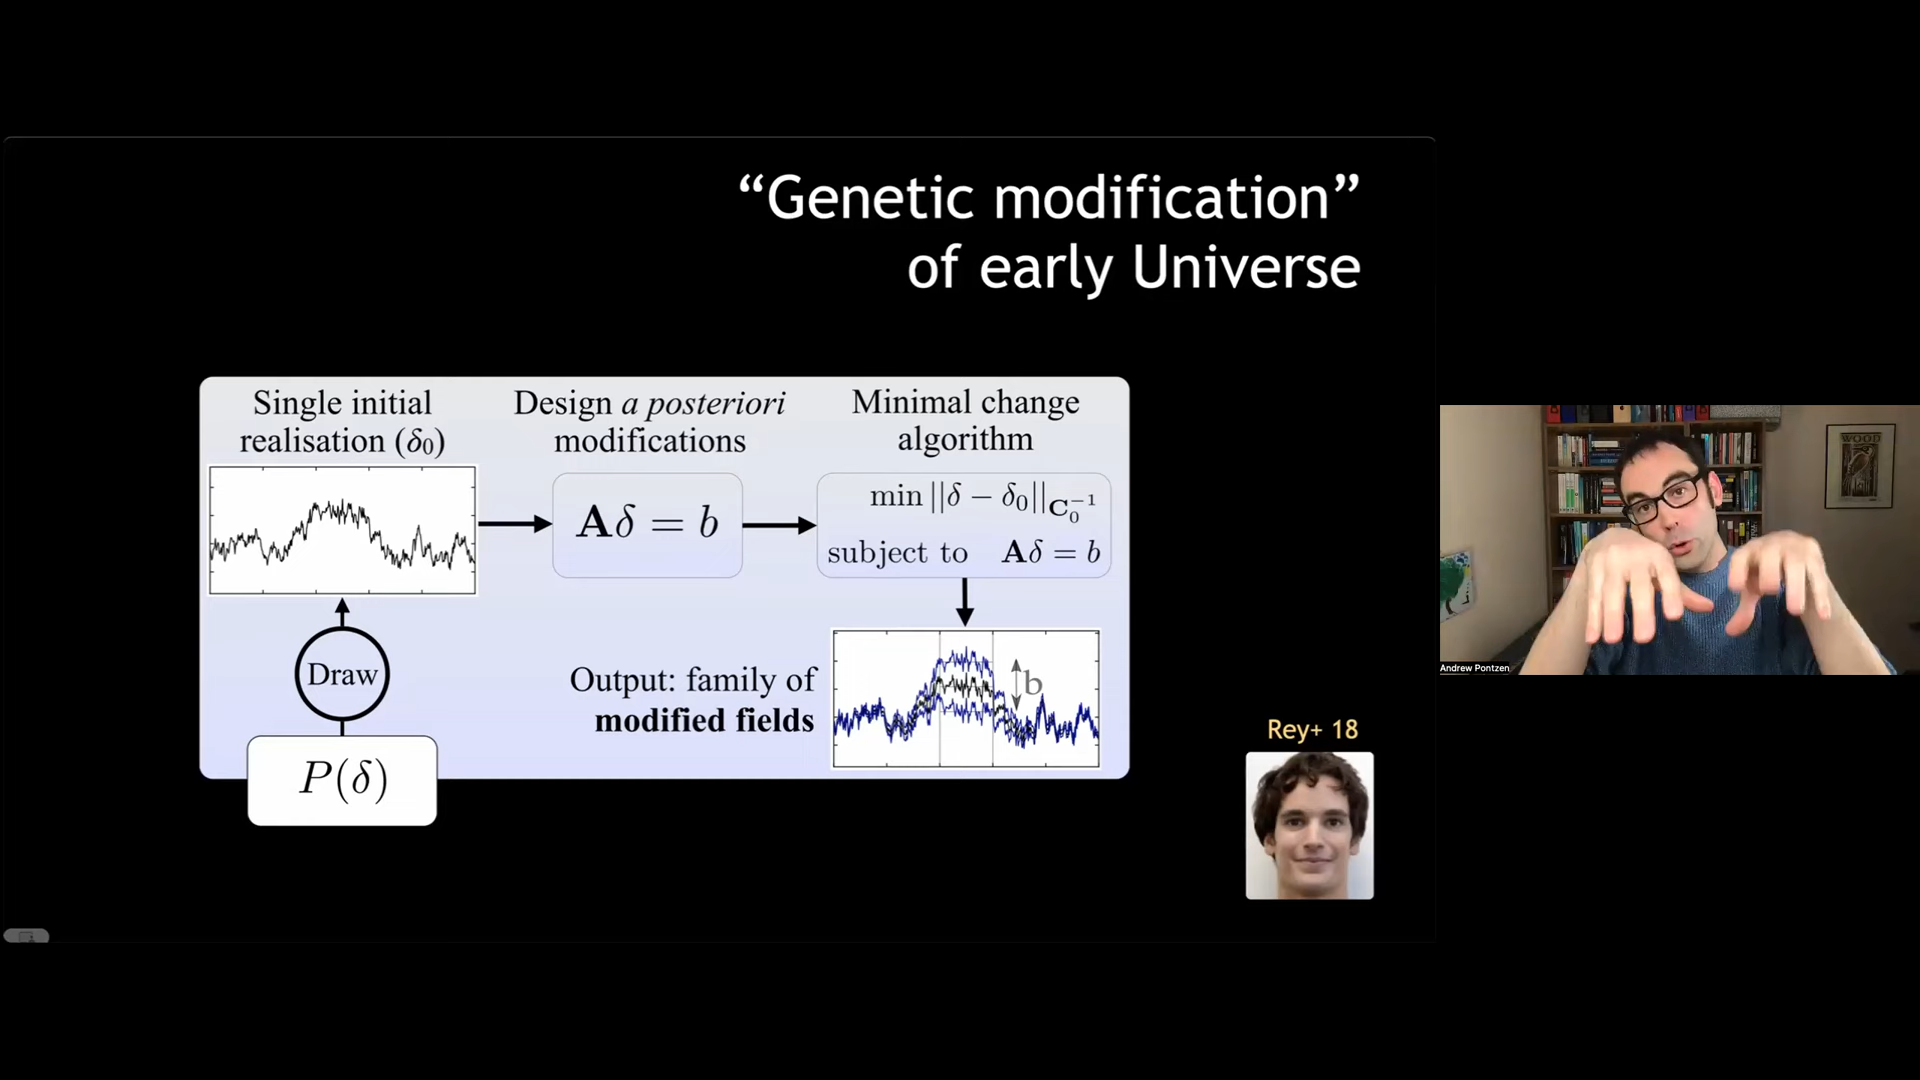 “Genetic modification”
of early Universe
Single initial
realisation (δ₀)
Design a posteriori
modifications
Minimal change
algorithm
Aδ = b
min ||δ − δ₀||_{C₀⁻¹}
subject to Aδ = b
Draw
P(δ)
Output: family of
modified fields
b
Rey+ 18
WOOD
Andrew Pontzen